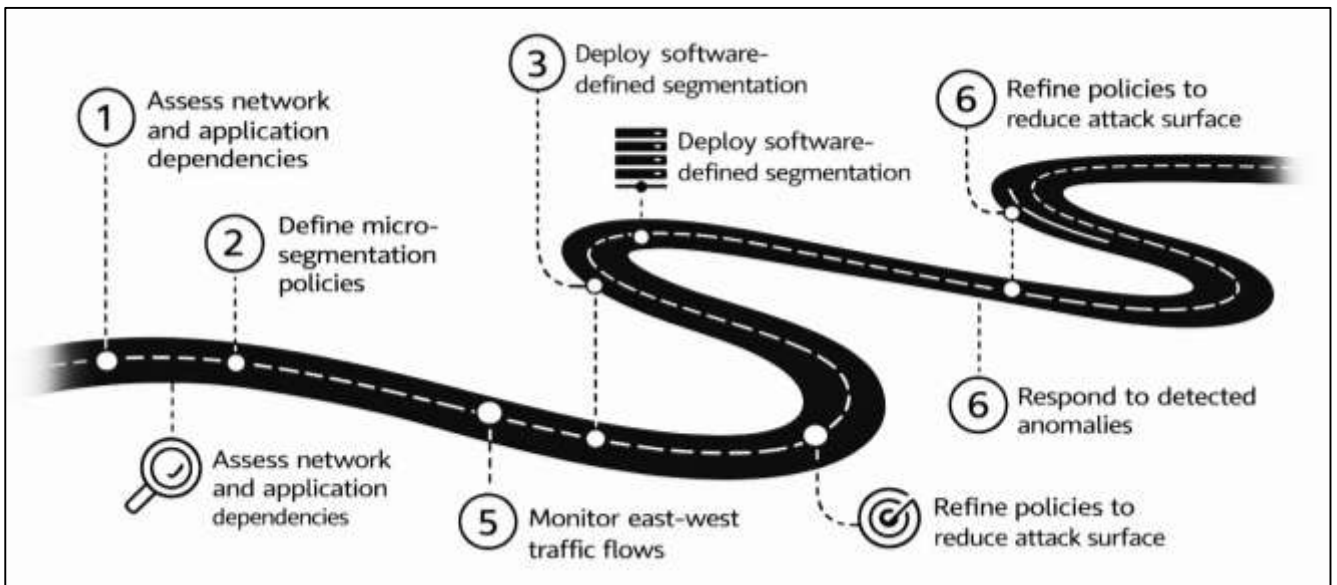 1
Assess network
and application
dependencies
2
Define micro-
segmentation
policies
3
Deploy software-
defined segmentation
Deploy software-
defined segmentation
6
Refine policies to
reduce attack surface
Assess network
and application
dependencies
5
Monitor east-west
traffic flows
Refine policies to
reduce attack surface
6
Respond to detected
anomalies